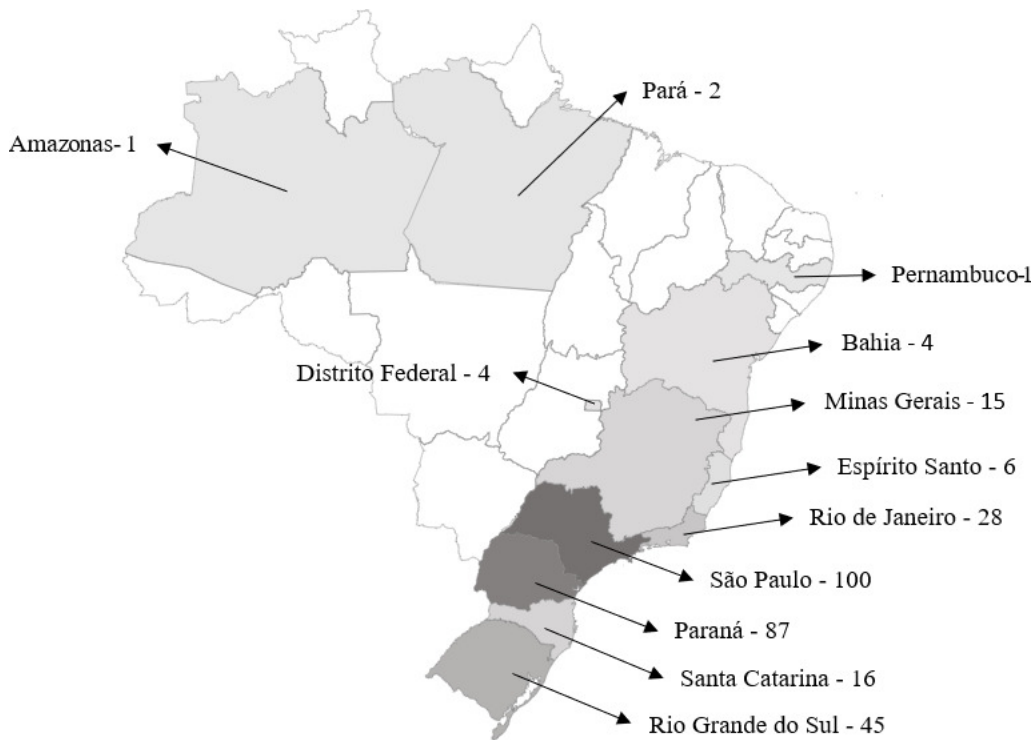 Pará - 2
Amazonas- 1
Pernambuco-1
Bahia - 4
Distrito Federal - 4
Minas Gerais - 15
Espírito Santo - 6
Rio de Janeiro - 28
São Paulo - 100
Paraná - 87
Santa Catarina - 16
Rio Grande do Sul - 45